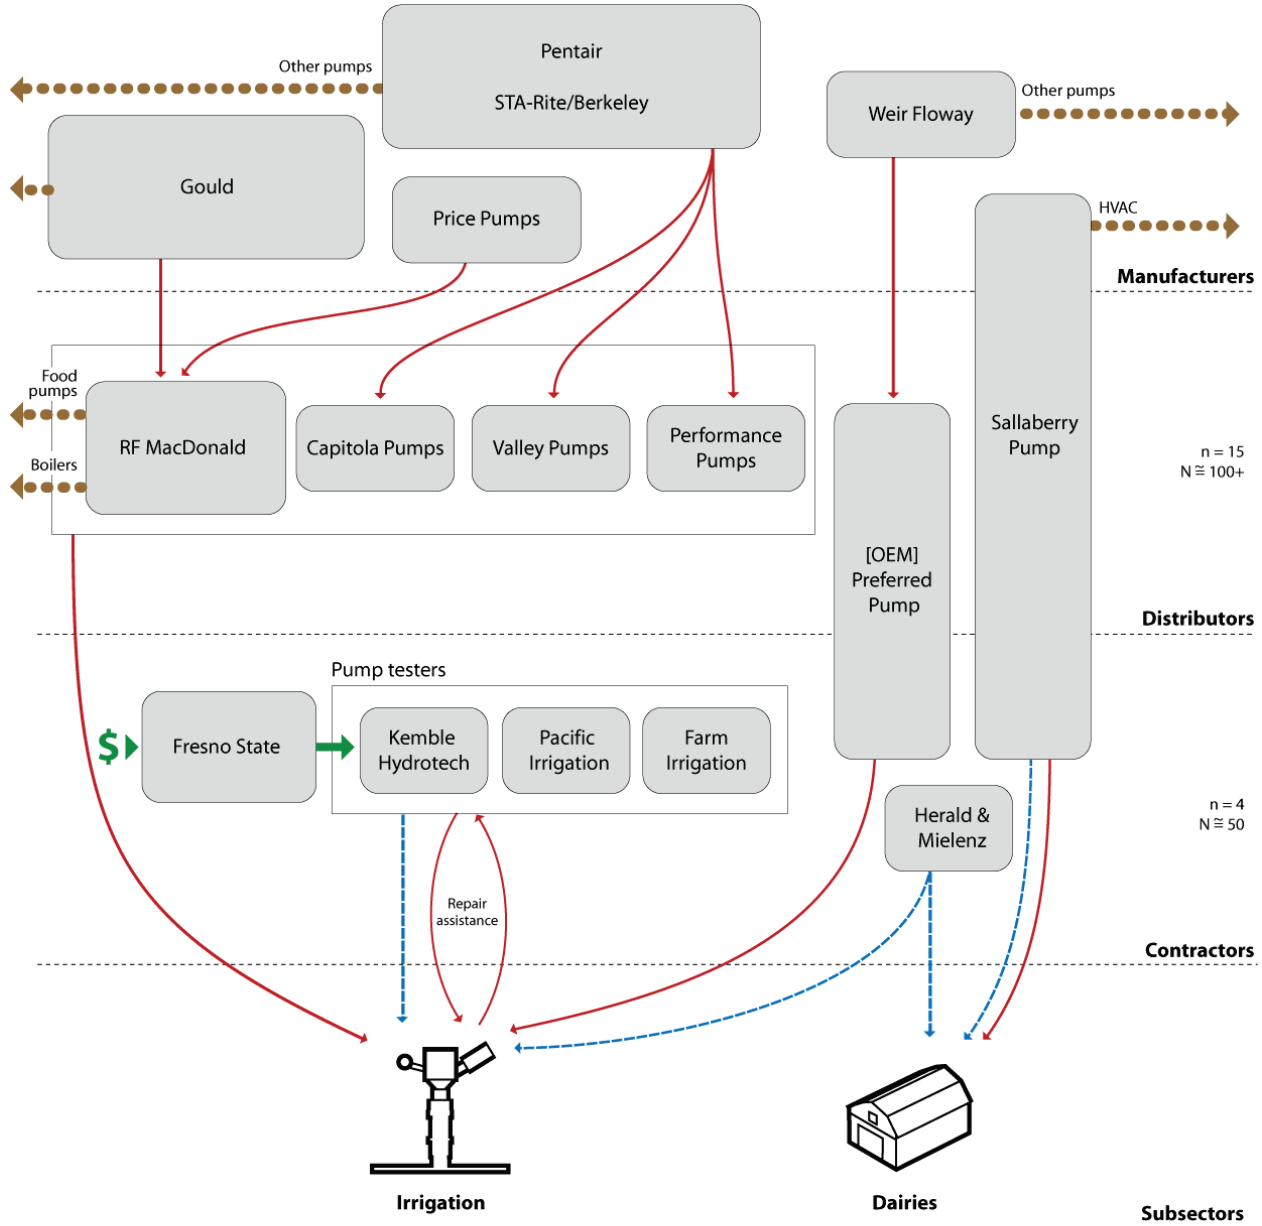 Pentair
STA-Rite/Berkeley
Other pumps
Weir Floway
Other pumps
Gould
Price Pumps
HVAC
Manufacturers
Food
pumps
Boilers
RF MacDonald
Capitola Pumps
Valley Pumps
Performance
Pumps
Sallaberry
Pump
n = 15
N ≅ 100+
[OEM]
Preferred
Pump
Distributors
Pump testers
$
Fresno State
Kemble
Hydrotech
Pacific
Irrigation
Farm
Irrigation
Herald &
Mielenz
n = 4
N ≅ 50
Repair
assistance
Contractors
Irrigation
Dairies
Subsectors